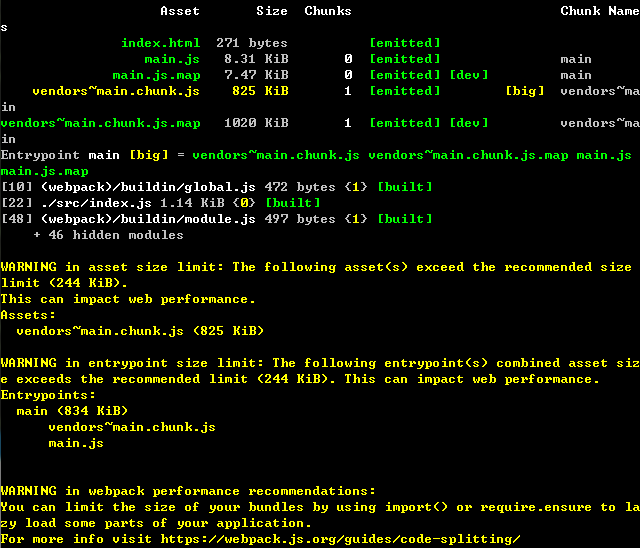 Asset Size Chunks Chunk Name
s
index.html 271 bytes [emitted]
main.js 8.31 KiB 0 [emitted] main
main.js.map 7.47 KiB 0 [emitted] [dev] main
vendors~main.chunk.js 825 KiB 1 [emitted] [big] vendors~ma
in
vendors~main.chunk.js.map 1020 KiB 1 [emitted] [dev] vendors~ma
in
Entrypoint main [big] = vendors~main.chunk.js vendors~main.chunk.js.map main.js
main.js.map
[10] (webpack)/buildin/global.js 472 bytes {1} [built]
[22] ./src/index.js 1.14 KiB {0} [built]
[48] (webpack)/buildin/module.js 497 bytes {1} [built]
+ 46 hidden modules
WARNING in asset size limit: The following asset(s) exceed the recommended size
limit (244 KiB).
This can impact web performance.
Assets:
vendors~main.chunk.js (825 KiB)
WARNING in entrypoint size limit: The following entrypoint(s) combined asset siz
e exceeds the recommended limit (244 KiB). This can impact web performance.
Entrypoints:
main (834 KiB)
vendors~main.chunk.js
main.js
WARNING in webpack performance recommendations:
You can limit the size of your bundles by using import() or require.ensure to la
zy load some parts of your application.
For more info visit https://webpack.js.org/guides/code-splitting/